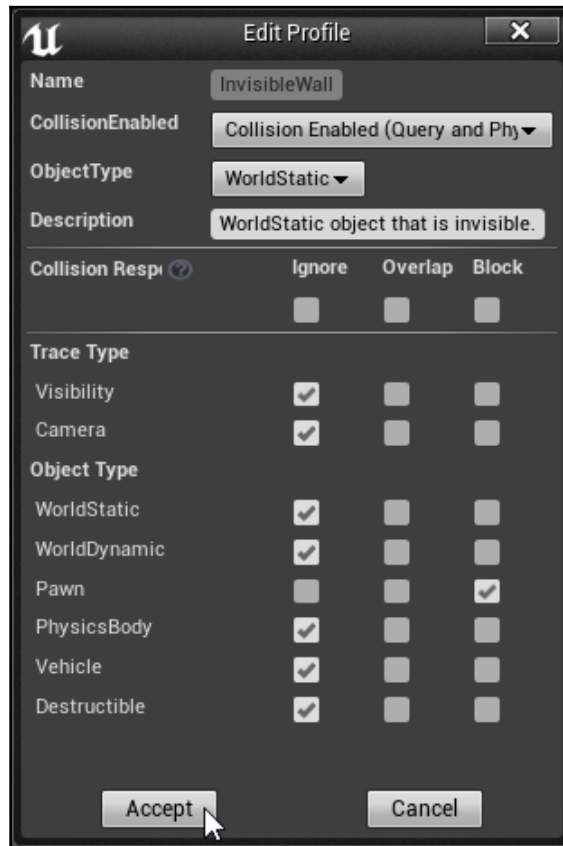 Edit Profile
Name InvisibleWall
CollisionEnabled Collision Enabled (Query and Phy
ObjectType WorldStatic
Description WorldStatic object that is invisible.
Collision Resp ? Ignore Overlap Block
Trace Type
Visibility
Camera
Object Type
WorldStatic
WorldDynamic
Pawn
PhysicsBody
Vehicle
Destructible
Accept Cancel